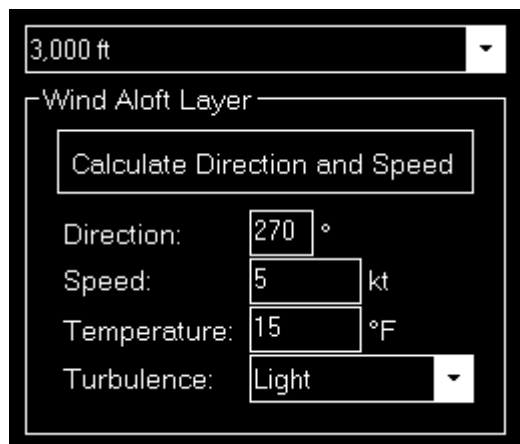 3,000 ft
Wind Aloft Layer
Calculate Direction and Speed
Direction: 270 °
Speed: 5 kt
Temperature: 15 °F
Turbulence: Light